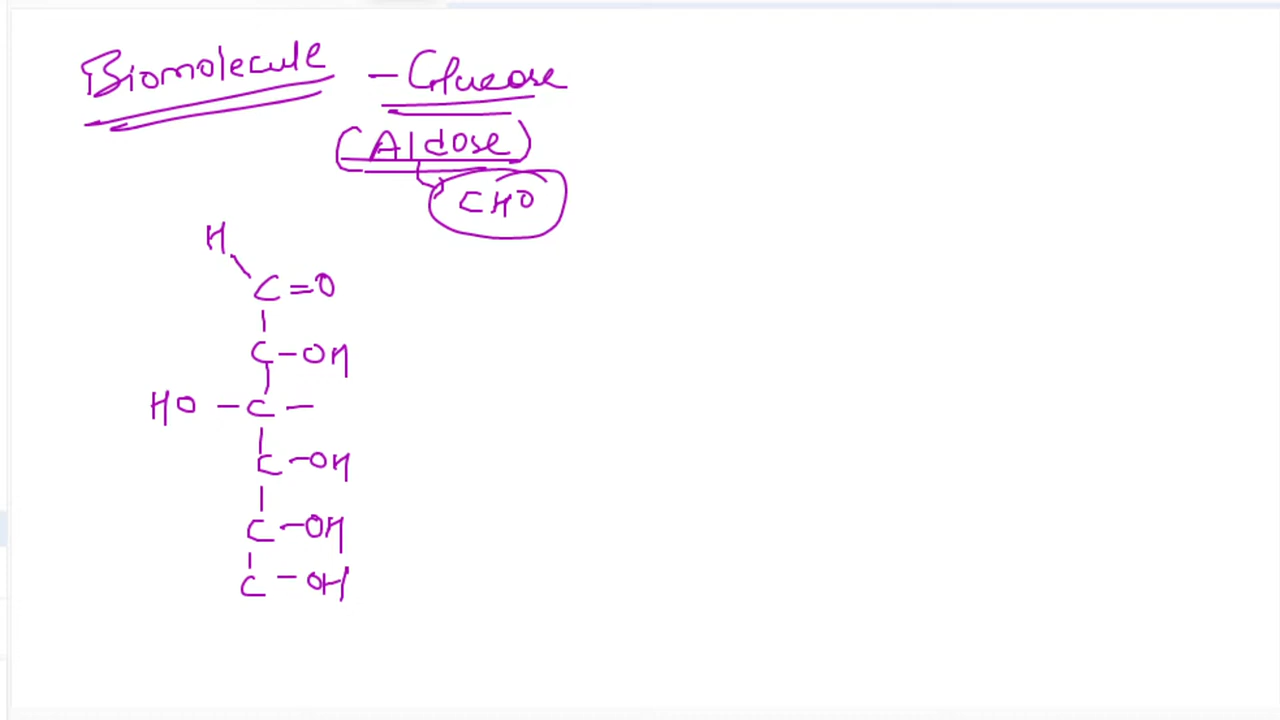 Biomolecule - Glucose
(Aldose)
CHO
H
C=O
C-OH
HO-C-
C-OH
C-OH
C-OH